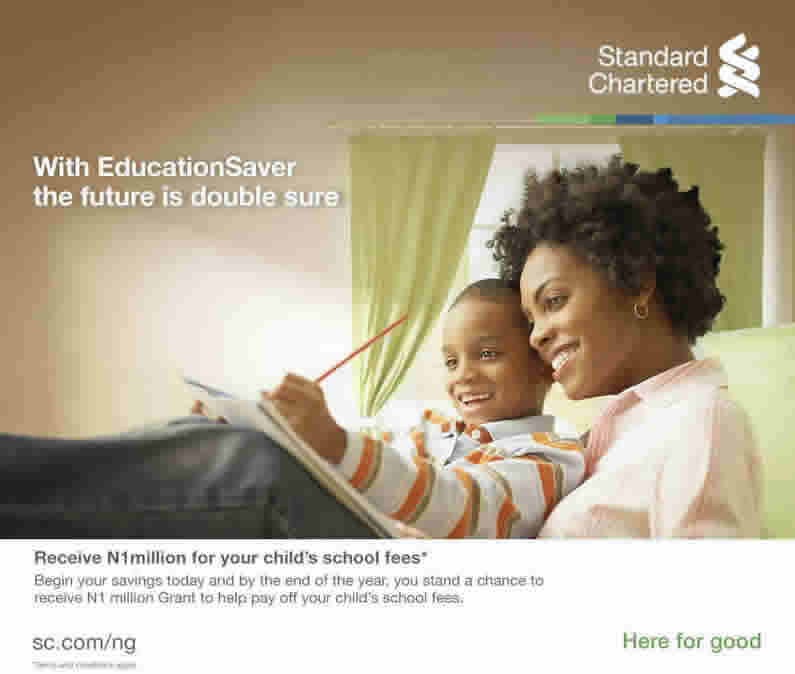 Standard
Chartered
With EducationSaver
the future is double sure
Receive N1million for your child's school fees*
Begin your savings today and by the end of the year, you stand a chance to
receive N1 million Grant to help pay off your child's school fees.
sc.com/ng
Here for good
*Terms and conditions apply